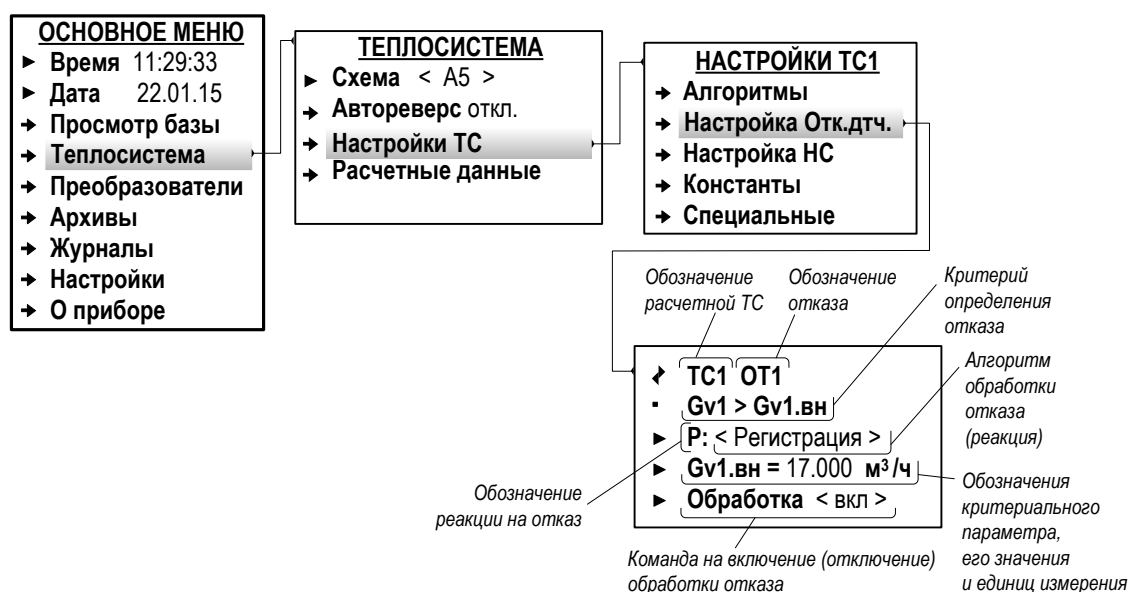 ОСНОВНОЕ МЕНЮ
Время 11:29:33
Дата 22.01.15
Просмотр базы
Теплосистема
Преобразователи
Архивы
Журналы
Настройки
О приборе
ТЕПЛОСИСТЕМА
Схема < А5 >
Автореверс откл.
Настройки ТС
Расчетные данные
НАСТРОЙКИ ТС1
Алгоритмы
Настройка Отк.дтч.
Настройка НС
Константы
Специальные
Обозначение
расчетной ТС
Обозначение
отказа
Критерий
определения
отказа
ТС1 ОТ1
Gv1 > Gv1.вн
Р: < Регистрация >
Gv1.вн = 17.000 м³/ч
Обработка < вкл >
Алгоритм
обработки
отказа
(реакция)
Обозначение
реакции на отказ
Обозначения
критериального
параметра,
его значения
и единиц измерения
Команда на включение (отключение)
обработки отказа